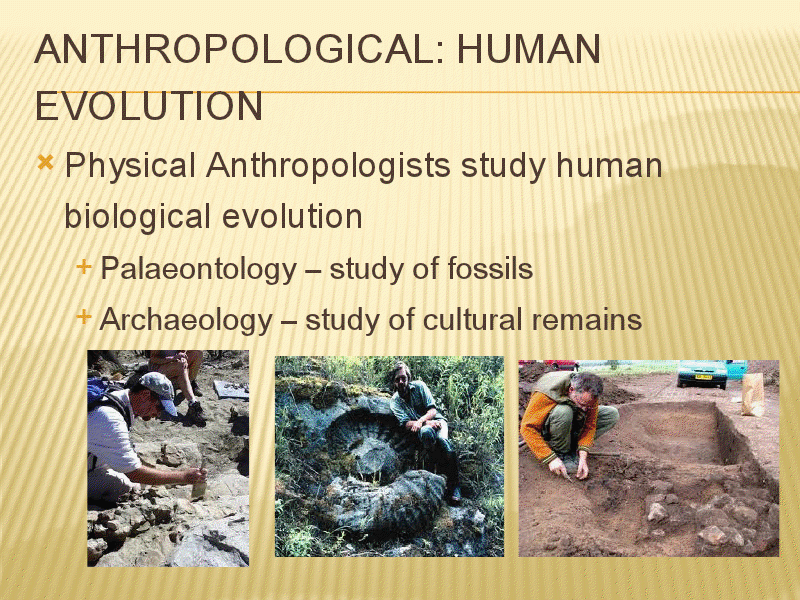 ANTHROPOLOGICAL: HUMAN
EVOLUTION
Physical Anthropologists study human
biological evolution
Palaeontology – study of fossils
Archaeology – study of cultural remains